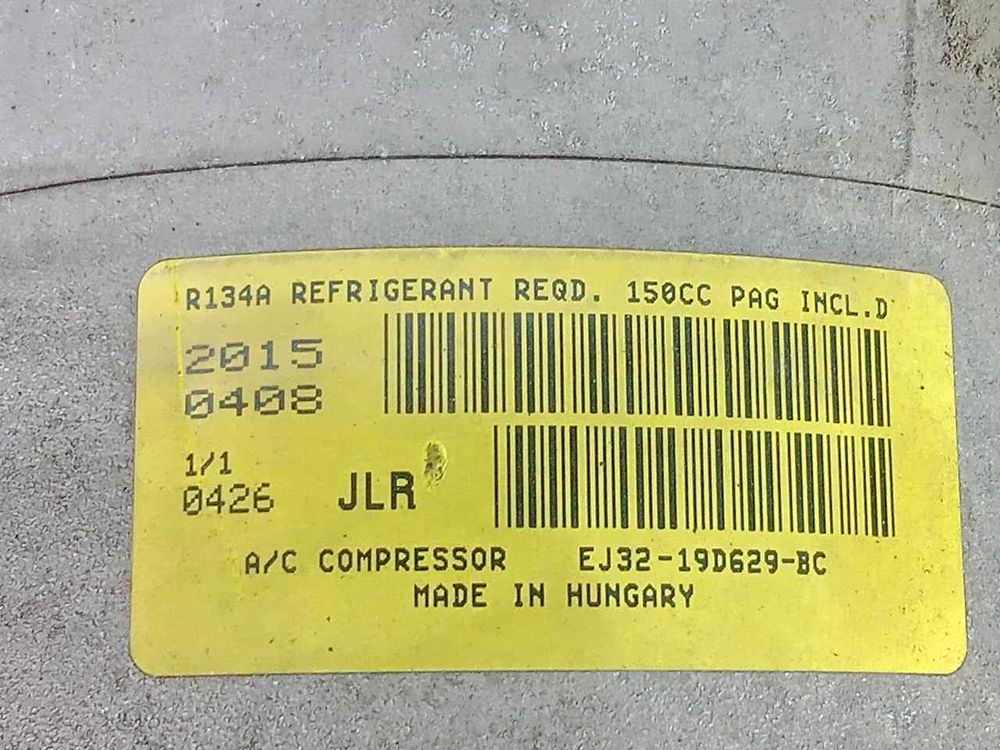 R134A REFRIGERANT REQD. 150CC PAG INCL.D
2015
0408
1/1
0426 JLR
A/C COMPRESSOR EJ32-19D629-BC
MADE IN HUNGARY